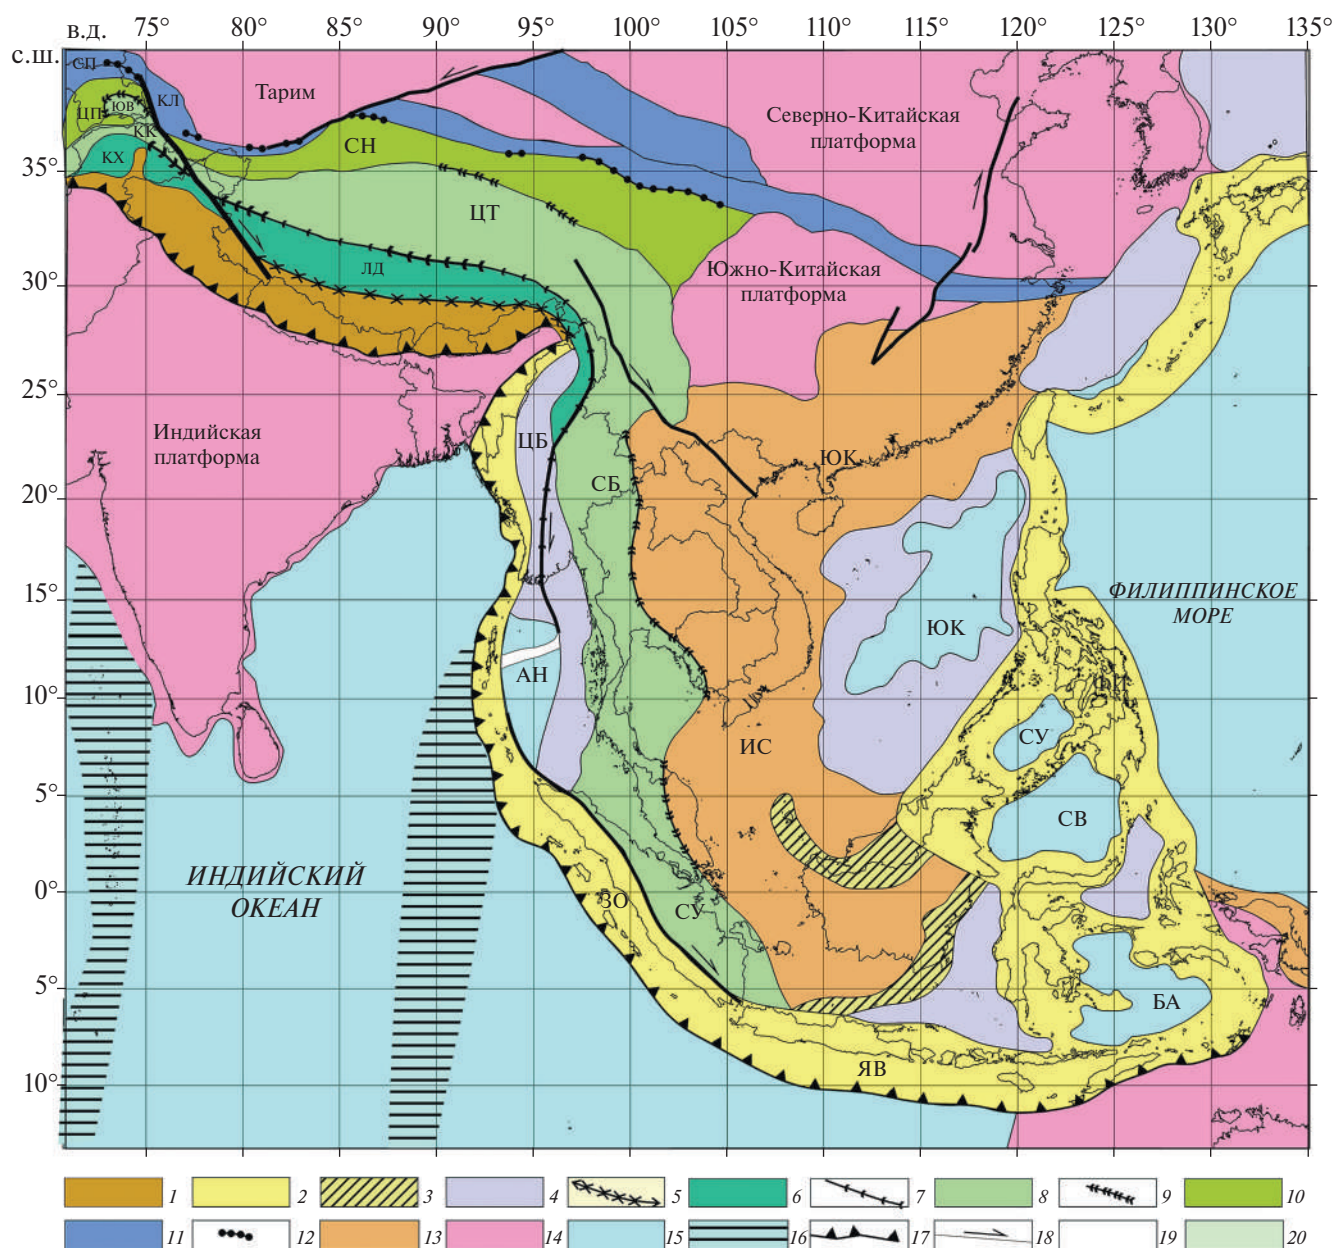 в.д. 75° 80° 85° 90° 95° 100° 105° 110° 115° 120° 125° 130° 135°
с.ш.
СП
КЛ
Тарим
ЦП
ЮВ
Северно-Китайская
платформа
КК
СН
КХ
35°
ЦТ
ЛД
Южно-Китайская
платформа
30°
25°
Индийская
платформа
ЦБ
ЮК
СБ
20°
15°
ФИЛИППИНСКОЕ
МОРЕ
ЮК
АН
ФИ
10°
СУ
ИС
5°
СВ
ИНДИЙСКИЙ
ОКЕАН
0°
ЗО
СУ
5°
БА
ЯВ
10°
1 2 3 4 5 6 7 8 9 10
11 12 13 14 15 16 17 18 19 20